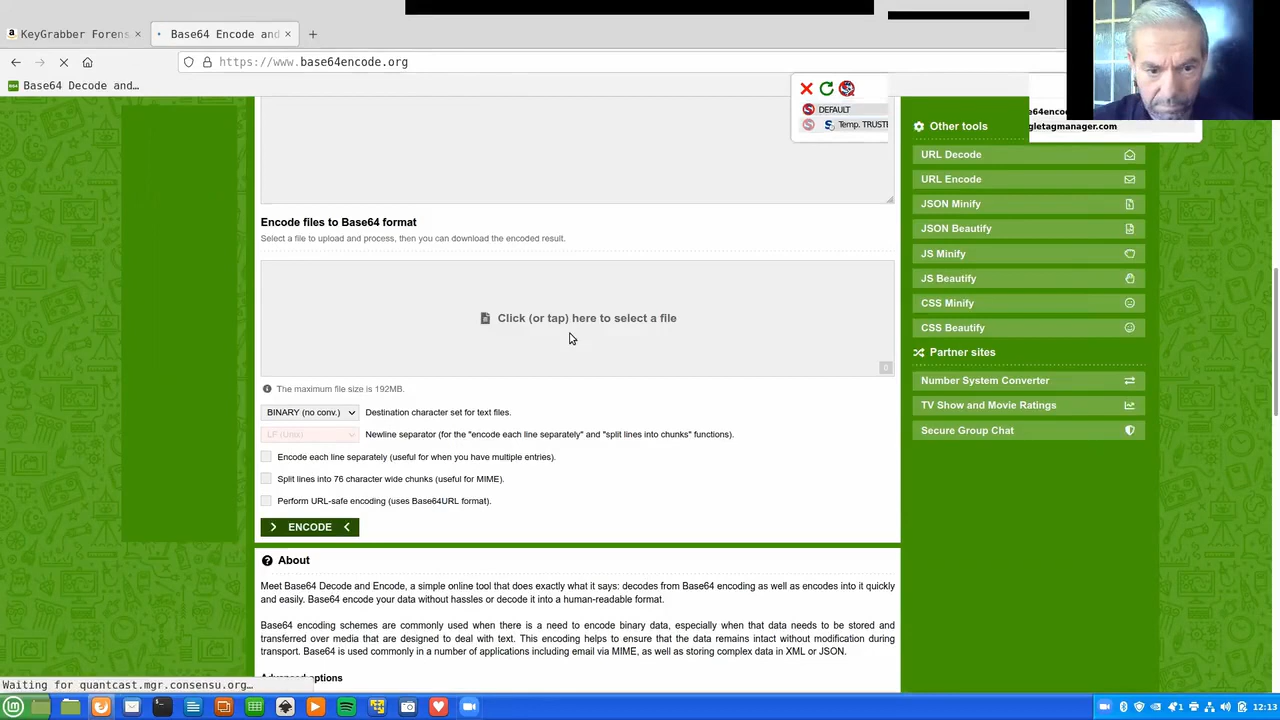 KeyGrabber Forens
Base64 Encode and
https://www.base64encode.org
Base64 Decode and…
DEFAULT
Temp. TRUSTE
gletagmanager.com
Other tools
URL Decode
URL Encode
JSON Minify
JSON Beautify
JS Minify
JS Beautify
CSS Minify
CSS Beautify
Partner sites
Number System Converter
TV Show and Movie Ratings
Secure Group Chat
Encode files to Base64 format
Select a file to upload and process, then you can download the encoded result.
Click (or tap) here to select a file
0
The maximum file size is 192MB.
BINARY (no conv.) Destination character set for text files.
LF (Unix) Newline separator (for the "encode each line separately" and "split lines into chunks" functions).
Encode each line separately (useful for when you have multiple entries).
Split lines into 76 character wide chunks (useful for MIME).
Perform URL-safe encoding (uses Base64URL format).
> ENCODE <
About
Meet Base64 Decode and Encode, a simple online tool that does exactly what it says: decodes from Base64 encoding as well as encodes into it quickly
and easily. Base64 encode your data without hassles or decode it into a human-readable format.
Base64 encoding schemes are commonly used when there is a need to encode binary data, especially when that data needs to be stored and
transferred over media that are designed to deal with text. This encoding helps to ensure that the data remains intact without modification during
transport. Base64 is used commonly in a number of applications including email via MIME, as well as storing complex data in XML or JSON.
Advanced options
Waiting for quantcast.mgr.consensu.org…
1
12:13